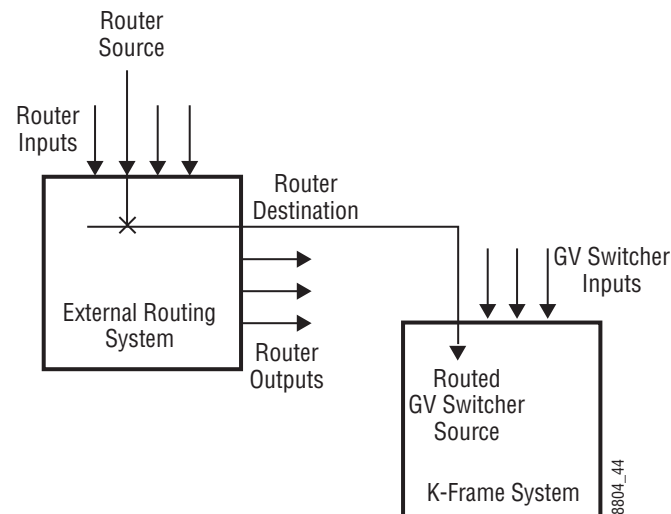 Router
Source
Router
Inputs
Router
Destination
GV Switcher
Inputs
External Routing
System
Router
Outputs
Routed
GV Switcher
Source
K-Frame System
8804_44